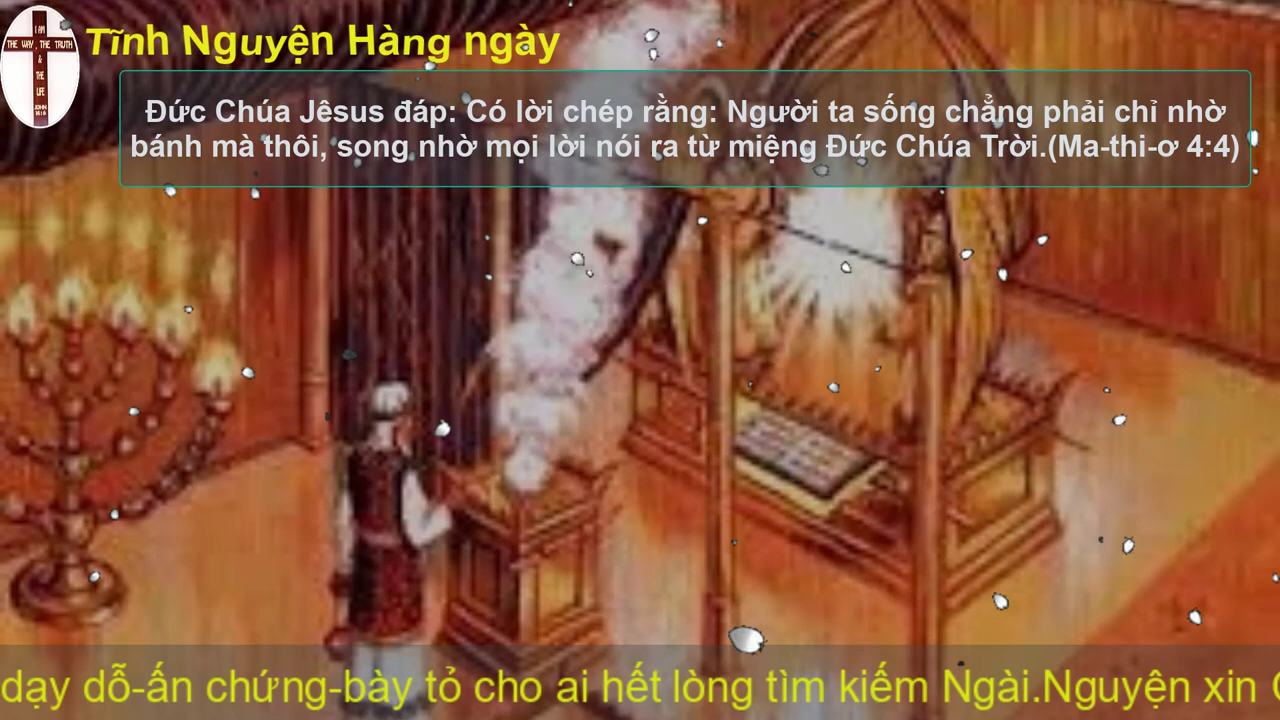 I AM
THE WAY, THE TRUTH
&
THE
LIFE
JOHN
14:6
Tĩnh Nguyện Hàng ngày
Đức Chúa Jêsus đáp: Có lời chép rằng: Người ta sống chẳng phải chỉ nhờ
bánh mà thôi, song nhờ mọi lời nói ra từ miệng Đức Chúa Trời.(Ma-thi-ơ 4:4)
dạy dỗ-ấn chứng-bày tỏ cho ai hết lòng tìm kiếm Ngài.Nguyện xin